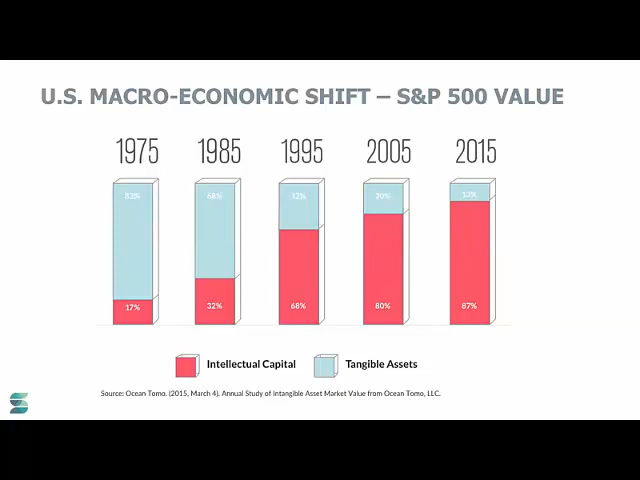 U.S. MACRO-ECONOMIC SHIFT – S&P 500 VALUE
1975 1985 1995 2005 2015
83% 68% 32% 20% 13%
17% 32% 68% 80% 87%
Intellectual Capital Tangible Assets
Source: Ocean Tomo. (2015, March 4). Annual Study of Intangible Asset Market Value from Ocean Tomo, LLC.